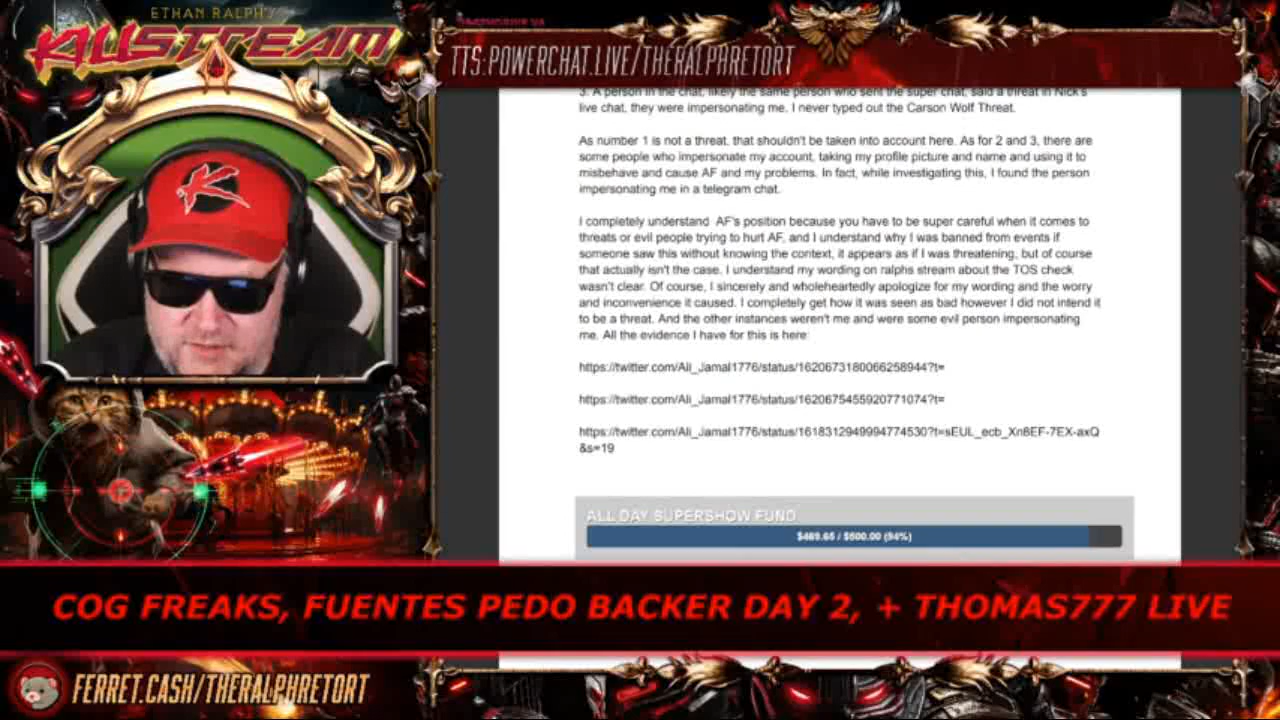 ETHAN RALPH'S
KILLSTREAM
TTS:POWERCHAT.LIVE/THERALPHRETORT
3. A person in the chat, likely the same person who sent the super chat, said a threat in Nick's
live chat, they were impersonating me. I never typed out the Carson Wolf Threat.
As number 1 is not a threat, that shouldn't be taken into account here. As for 2 and 3, there are
some people who impersonate my account, taking my profile picture and name and using it to
misbehave and cause AF and my problems. In fact, while investigating this, I found the person
impersonating me in a telegram chat.
I completely understand AF's position because you have to be super careful when it comes to
threats or evil people trying to hurt AF, and I understand why I was banned from events if
someone saw this without knowing the context, it appears as if I was threatening, but of course
that actually isn't the case. I understand my wording on ralphs stream about the TOS check
wasn't clear. Of course, I sincerely and wholeheartedly apologize for my wording and the worry
and inconvenience it caused. I completely get how it was seen as bad however I did not intend it
to be a threat. And the other instances weren't me and were some evil person impersonating
me. All the evidence I have for this is here:
https://twitter.com/Ali_Jamal1776/status/1620673180066258944?t=
https://twitter.com/Ali_Jamal1776/status/1620675455920771074?t=
https://twitter.com/Ali_Jamal1776/status/1618312949994774530?t=sEUL_ecb_Xn8EF-7EX-axQ
&s=19
ALL DAY SUPERSHOW FUND
$469.65 / $500.00 (94%)
COG FREAKS, FUENTES PEDO BACKER DAY 2, + THOMAS777 LIVE
FERRET.CASH/THERALPHRETORT